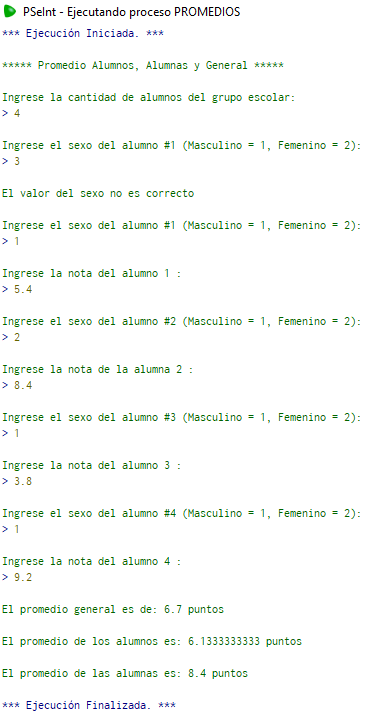 PSeInt - Ejecutando proceso PROMEDIOS
*** Ejecución Iniciada. ***
***** Promedio Alumnos, Alumnas y General *****
Ingrese la cantidad de alumnos del grupo escolar:
> 4
Ingrese el sexo del alumno #1 (Masculino = 1, Femenino = 2):
> 3
El valor del sexo no es correcto
Ingrese el sexo del alumno #1 (Masculino = 1, Femenino = 2):
> 1
Ingrese la nota del alumno 1 :
> 5.4
Ingrese el sexo del alumno #2 (Masculino = 1, Femenino = 2):
> 2
Ingrese la nota de la alumna 2 :
> 8.4
Ingrese el sexo del alumno #3 (Masculino = 1, Femenino = 2):
> 1
Ingrese la nota del alumno 3 :
> 3.8
Ingrese el sexo del alumno #4 (Masculino = 1, Femenino = 2):
> 1
Ingrese la nota del alumno 4 :
> 9.2
El promedio general es de: 6.7 puntos
El promedio de los alumnos es: 6.1333333333 puntos
El promedio de las alumnas es: 8.4 puntos
*** Ejecución Finalizada. ***